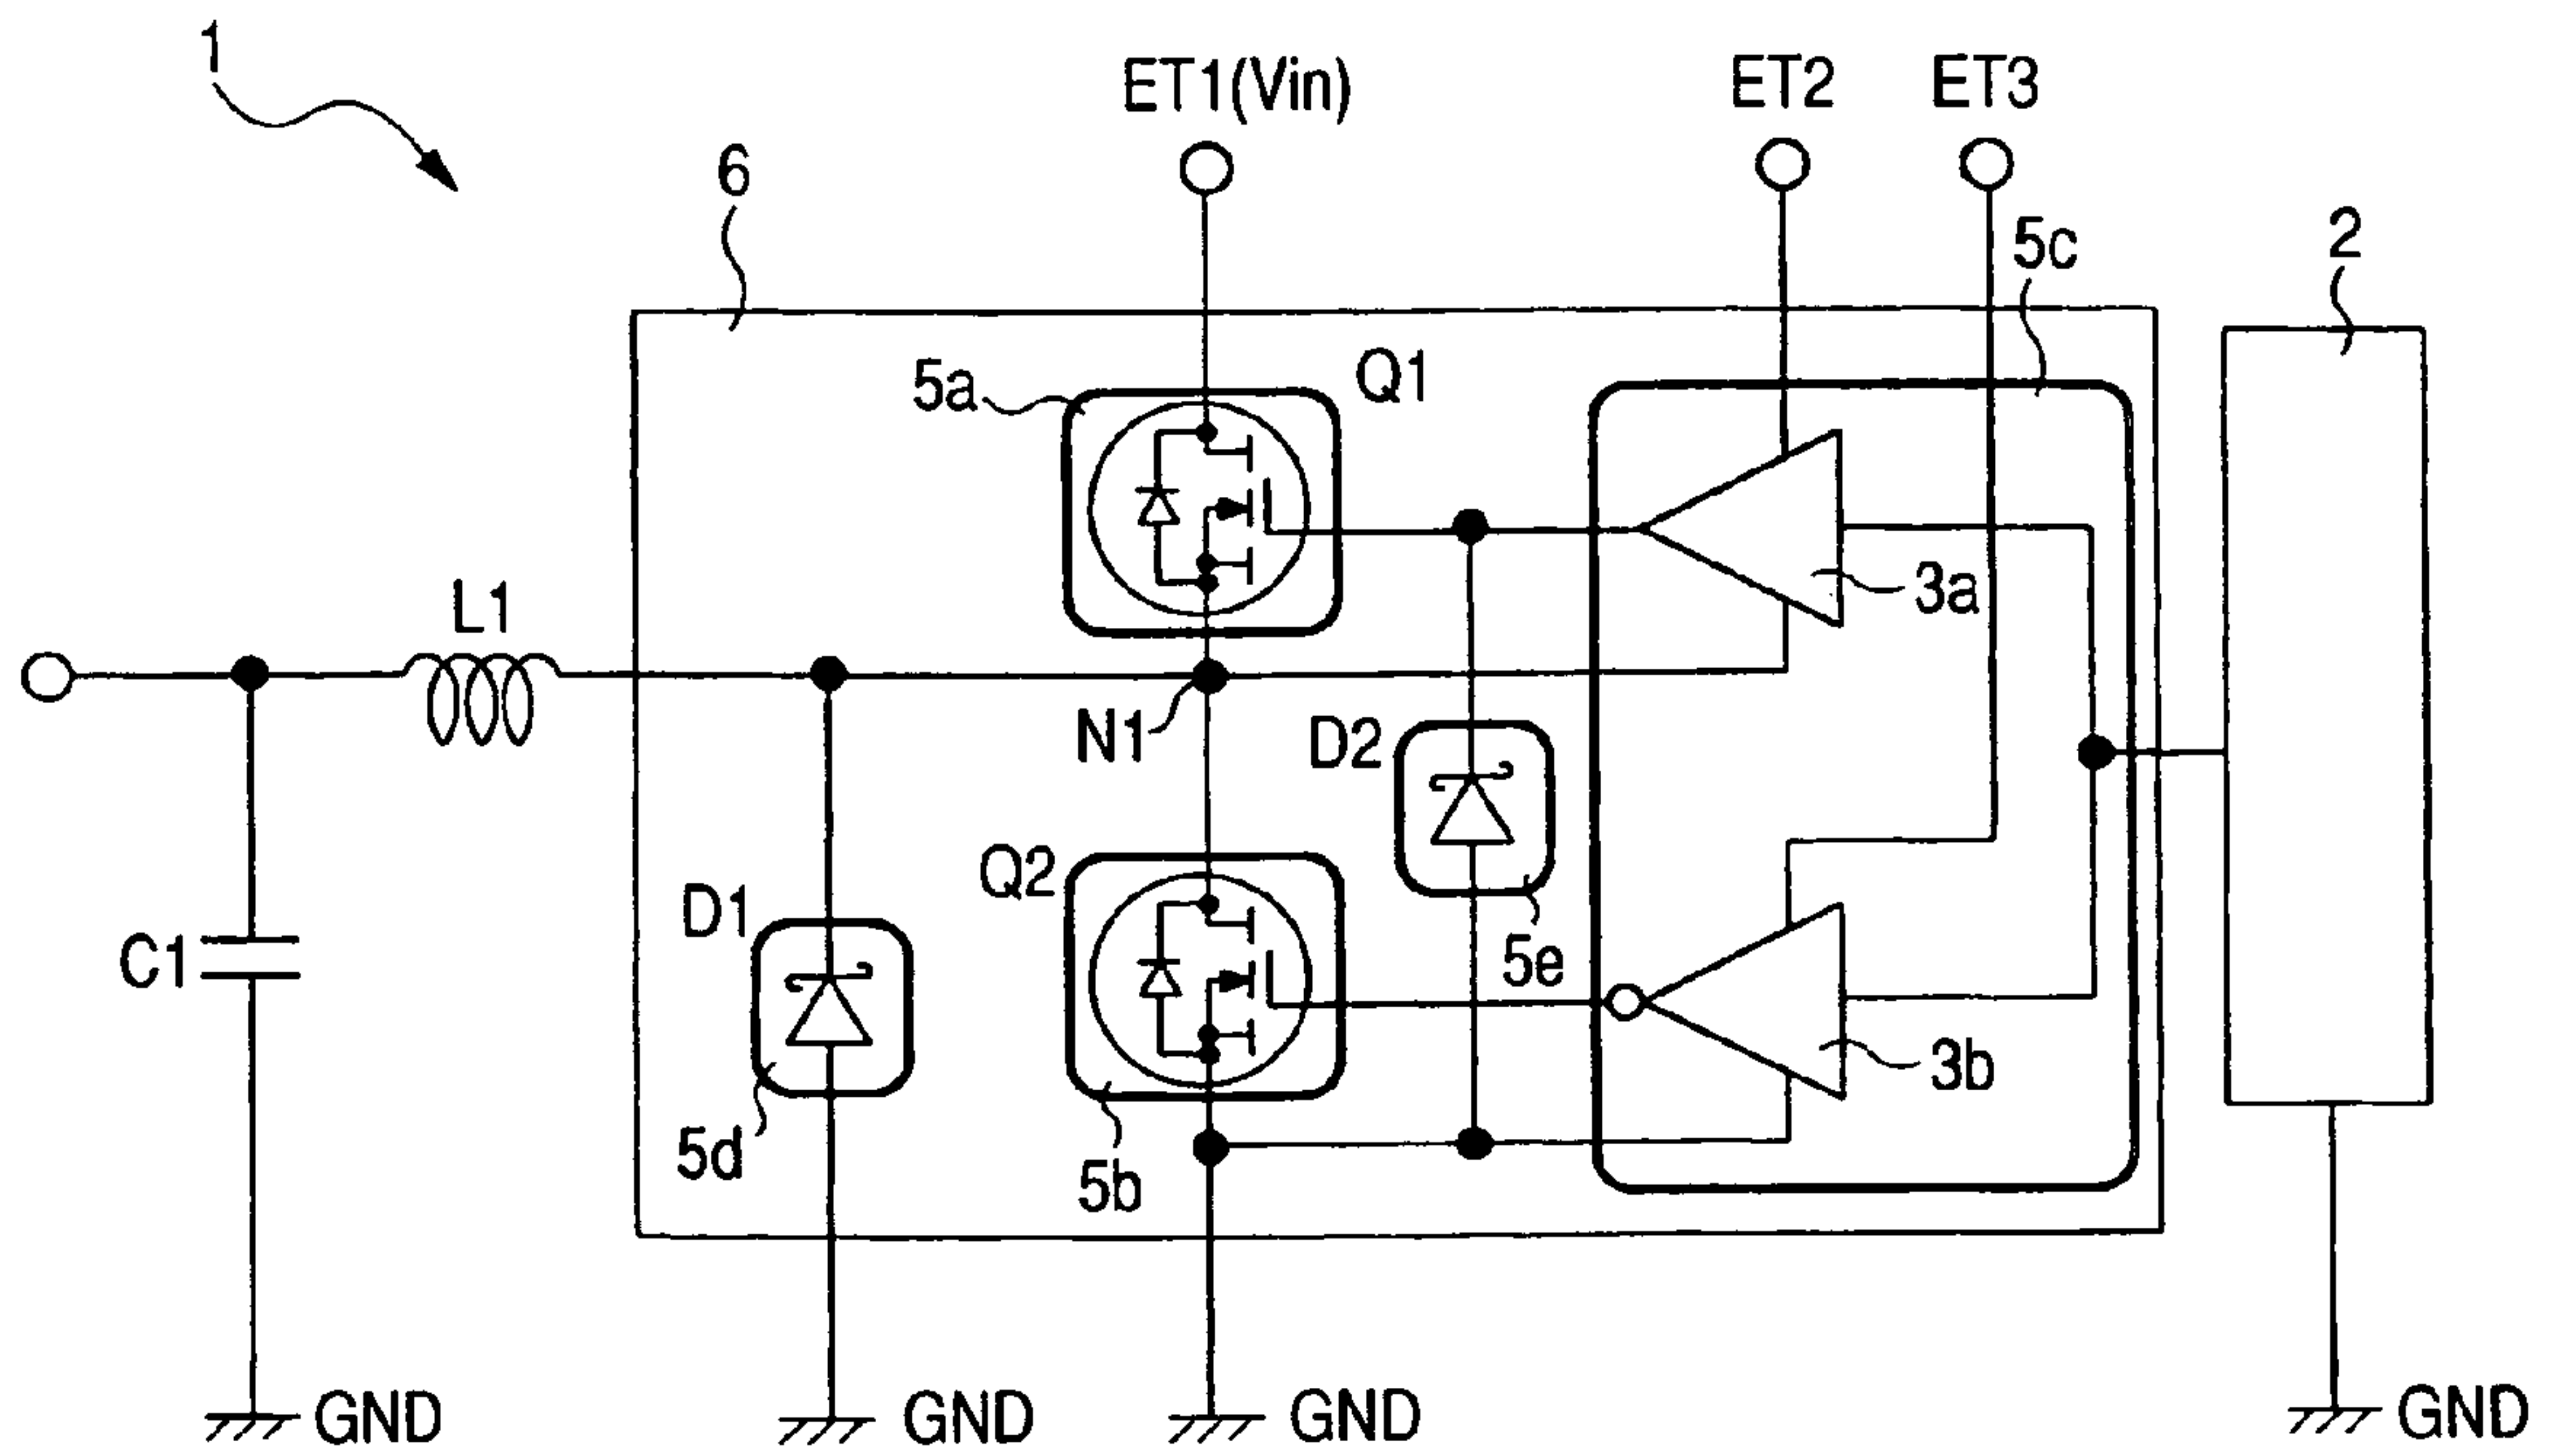 1
ET1(Vin)
ET2
ET3
6
5c
2
5a
Q1
3a
L1
N1
D2
Q2
D1
5e
C1
3b
5d
5b
GND
GND
GND
GND